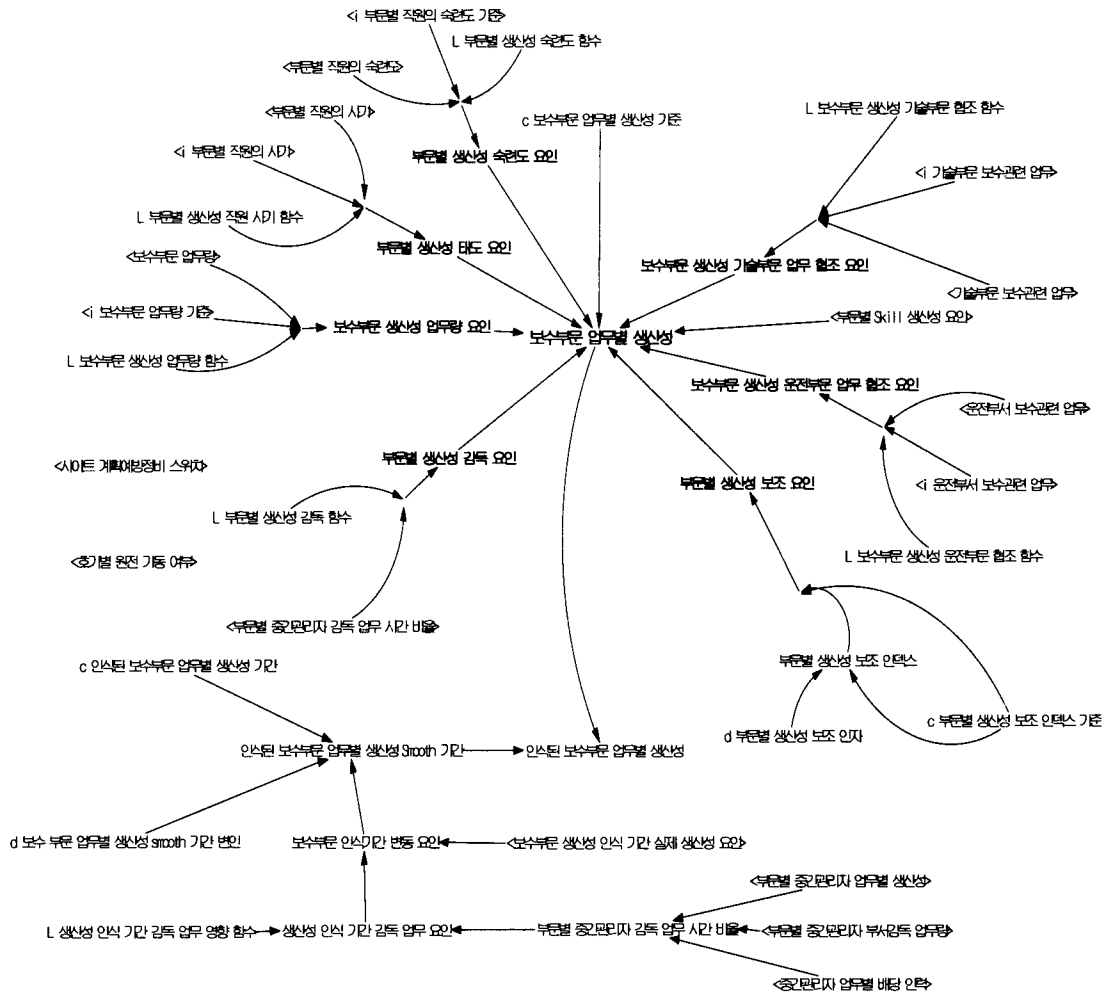 <i 부문별 직원의 숙련도 기준>
L 부문별 생산성 숙련도 함수
<부문별 직원의 숙련도>
<부문별 직원의 사기>
c 보수부문 업무별 생산성 기준
L 보수부문 생산성 기술부문 협조 함수
<i 부문별 직원의 사기>
부문별 생산성 숙련도 요인
<i 기술부문 보수관련 업무>
L 부문별 생산성 직원 사기 함수
부문별 생산성 태도 요인
<보수부문 업무량>
보수부문 생산성 기술부문 업무 협조 요인
<기술부문 보수관련 업무>
<i 보수부문 업무량 기준>
보수부문 생산성 업무량 요인
보수부문 업무별 생산성
<부문별 Skill 생산성 요인>
L 보수부문 생산성 업무량 함수
보수부문 생산성 운전부문 업무 협조 요인
<운전부서 보수관련 업무>
<사이트 계획예방정비 스위치>
부문별 생산성 감독 요인
부문별 생산성 보조 요인
<i 운전부서 보수관련 업무>
L 부문별 생산성 감독 함수
<호기별 원전 가동 여부>
L 보수부문 생산성 운전부문 협조 함수
<부문별 중간관리자 감독 업무 시간 비율>
c 인식된 보수부문 업무별 생산성 기간
부문별 생산성 보조 인덱스
c 부문별 생산성 보조 인덱스 기준
d 부문별 생산성 보조 인자
인식된 보수부문 업무별 생산성 Smooth 기간
인식된 보수부문 업무별 생산성
d 보수 부문 업무별 생산성 smooth 기간 변인
보수부문 인식기간 변동 요인
<보수부문 생산성 인식 기간 실제 생산성 요인>
<부문별 중간관리자 업무별 생산성>
L 생산성 인식 기간 감독 업무 영향 함수
생산성 인식 기간 감독 업무 요인
부문별 중간관리자 감독 업무 시간 비율
<부문별 중간관리자 부서감독 업무량>
<중간관리자 업무별 배당 인력>